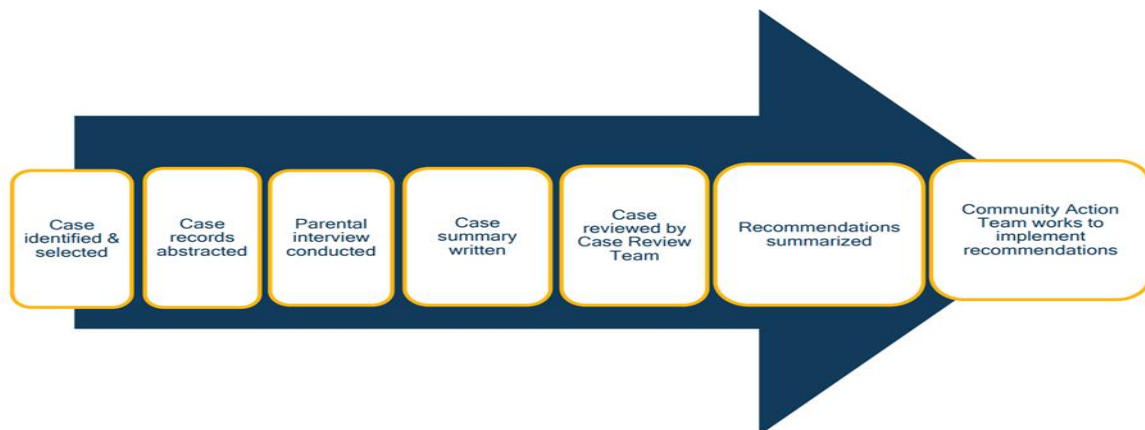 Case
identified &
selected
Case
records
abstracted
Parental
interview
conducted
Case
summary
written
Case
reviewed by
Case Review
Team
Recommendations
summarized
Community Action
Team works to
implement
recommendations